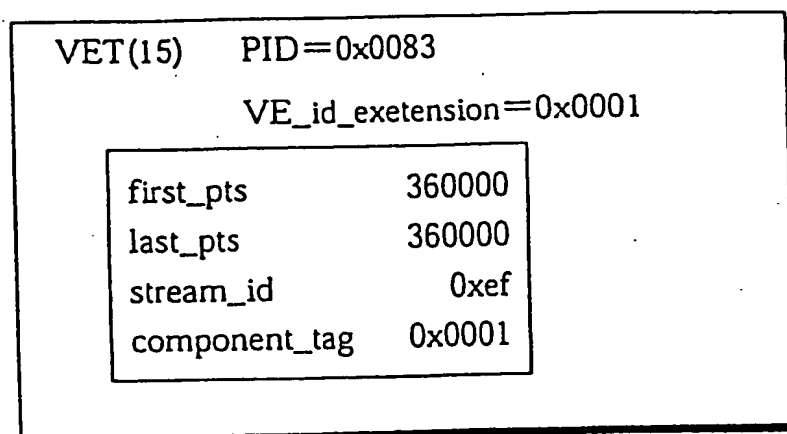 VET(15) PID=0x0083
VE_id_exetension=0x0001
first_pts 360000
last_pts 360000
stream_id 0xef
component_tag 0x0001